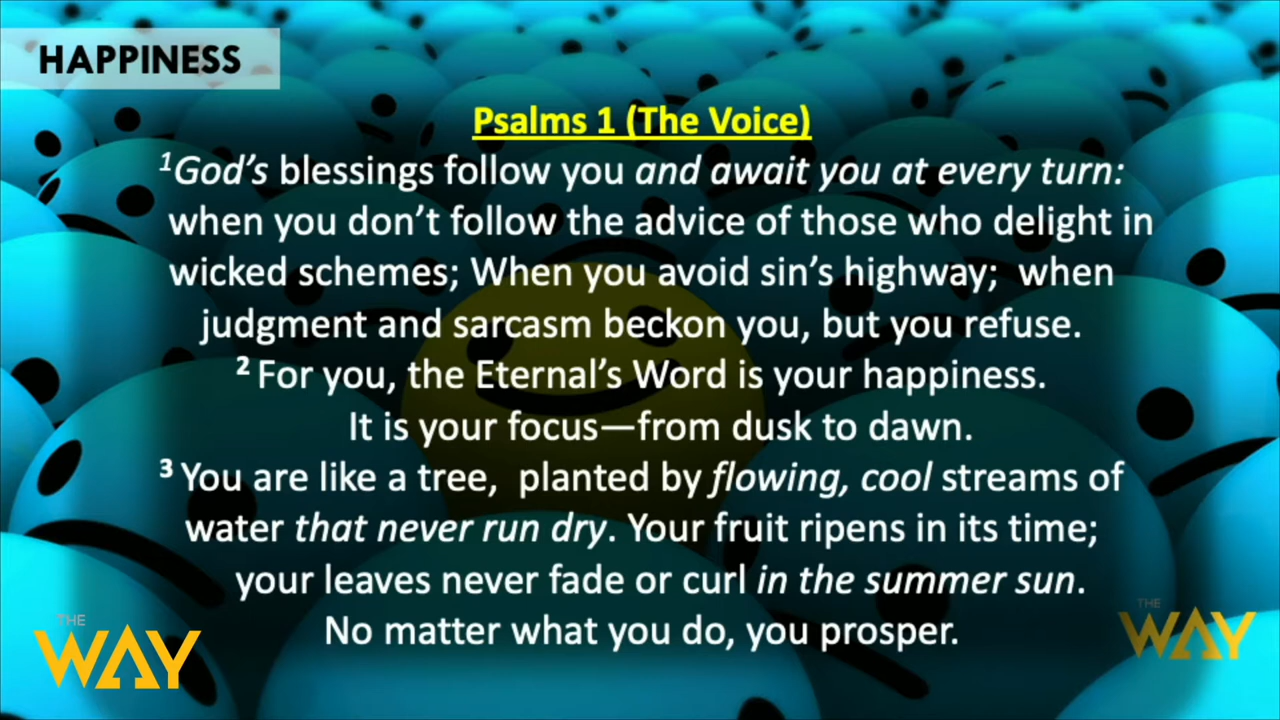 HAPPINESS
Psalms 1 (The Voice)
1God’s blessings follow you and await you at every turn:
when you don’t follow the advice of those who delight in
wicked schemes; When you avoid sin’s highway;  when
judgment and sarcasm beckon you, but you refuse.
2 For you, the Eternal’s Word is your happiness.
It is your focus—from dusk to dawn.
3 You are like a tree,  planted by flowing, cool streams of
water that never run dry. Your fruit ripens in its time;
your leaves never fade or curl in the summer sun.
No matter what you do, you prosper.
THE
WAY
THE
WAY